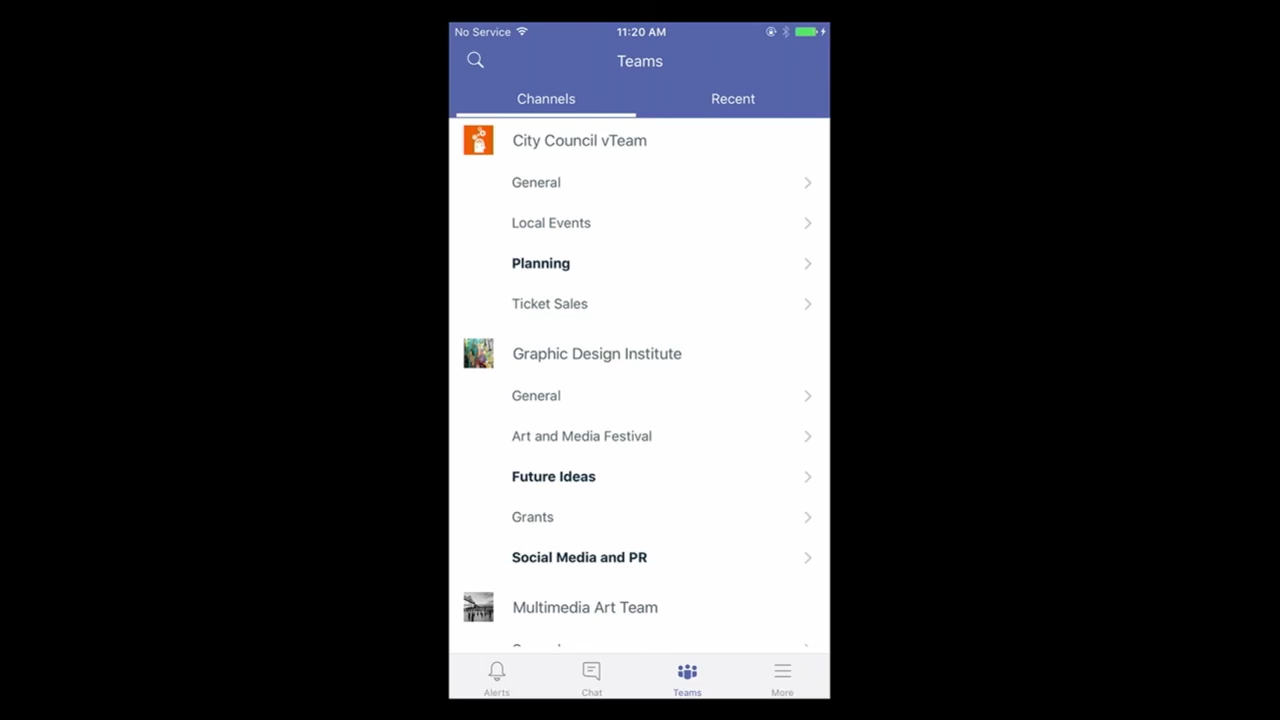 No Service 11:20 AM
Teams
Channels Recent
City Council vTeam
General
Local Events
Planning
Ticket Sales
Graphic Design Institute
General
Art and Media Festival
Future Ideas
Grants
Social Media and PR
Multimedia Art Team
Alerts Chat Teams More